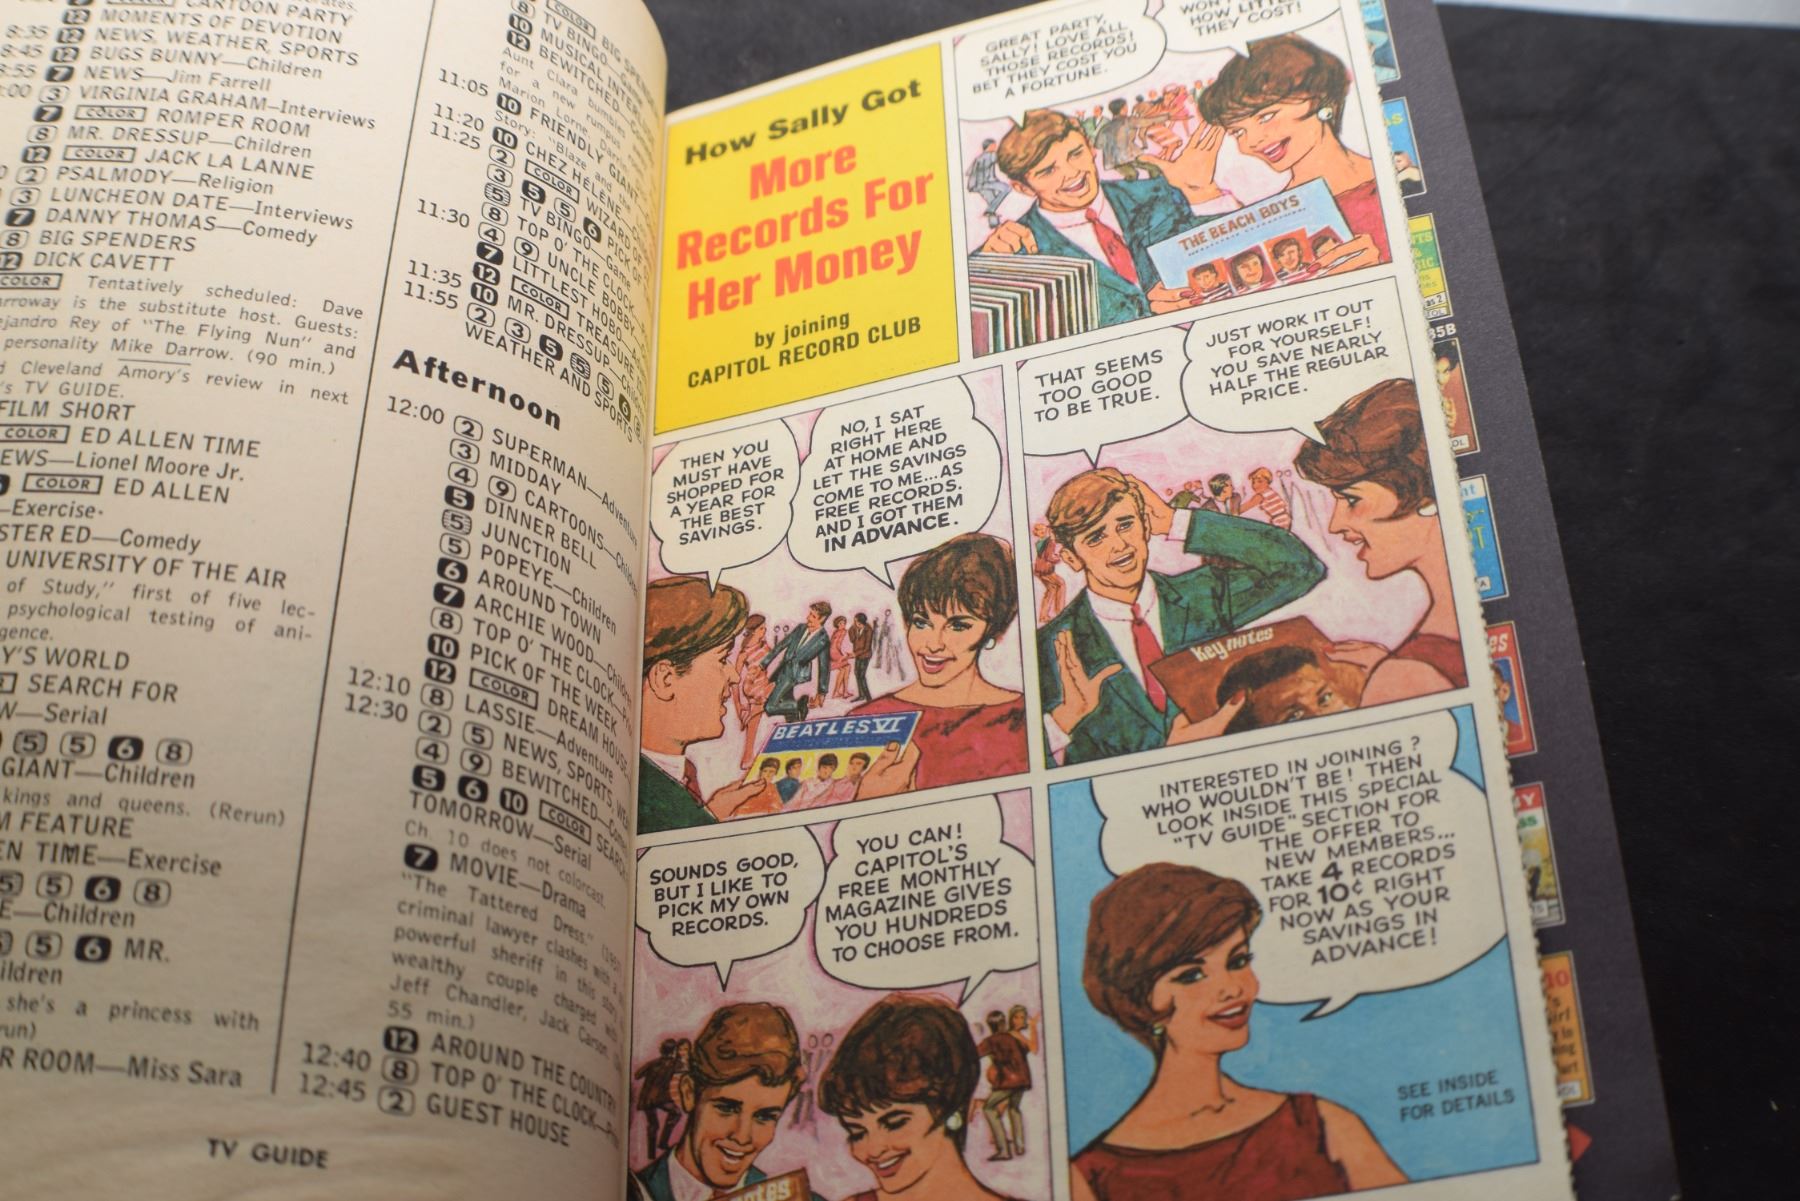 CARTOON PARTY
12 MOMENTS OF DEVOTION
8:35 12 NEWS, WEATHER, SPORTS
8:45 12 BUGS BUNNY—Children
8:55 7 NEWS—Jim Farrell
3 VIRGINIA GRAHAM—Interviews
7 COLOR ROMPER ROOM
8 MR. DRESSUP—Children
12 COLOR JACK LA LANNE
2 PSALMODY—Religion
3 LUNCHEON DATE—Interviews
7 DANNY THOMAS—Comedy
8 BIG SPENDERS
12 DICK CAVETT
COLOR Tentatively scheduled: Dave
is the substitute host. Guests:
Rey of "The Flying Nun" and
personality Mike Darrow. (90 min.)
Cleveland Amory's review in next
TV GUIDE.
FILM SHORT
COLOR ED ALLEN TIME
—Lionel Moore Jr.
COLOR ED ALLEN
—Exercise
ED—Comedy
UNIVERSITY OF THE AIR
of Study," first of five lec-
psychological testing of ani-
WORLD
SEARCH FOR
—Serial
5 5 6 8
GIANT—Children
kings and queens. (Rerun)
FEATURE
TIME—Exercise
5 6 8
—Children
5 6 MR.
she's a princess with
ROOM—Miss Sara
TV GUIDE
8 COLOR BIG
10 TV BINGO—Game
10 MUSICAL
12 BEWITCHED
Aunt Clara bumbles
for a new rumpus
Marion Lorne.
11:05 10 FRIENDLY GIANT
Story: "Blaze and the
11:20 10 CHEZ HÉLÈNE
11:25 2 COLOR WIZARD OF
3 5 5 6 PICK OF
5 TV BINGO—Game
11:30 8 TOP O' THE CLOCK
4 9 UNCLE BOBBY
7 LITTLEST HOBO
11:35 12 COLOR TREASURE
11:55 10 MR. DRESSUP
2 3 5 5 5 6
WEATHER AND SPORTS
Afternoon
12:00 2 SUPERMAN—Adventure
3 MIDDAY
4 9 CARTOONS—Children
5 DINNER BELL
5 JUNCTION
5 POPEYE—Children
6 AROUND TOWN
7 ARCHIE WOOD
8 TOP O' THE CLOCK
10 PICK OF THE WEEK
12 COLOR DREAM HOUSE
12:10 8 LASSIE—Adventure
12:30 2 5 NEWS, SPORTS,
4 9 BEWITCHED
5 6 10 COLOR SEARCH
TOMORROW—Serial
Ch. 10 does not colorcast.
7 MOVIE—Drama
"The Tattered Dress."
criminal lawyer clashes with a
powerful sheriff in this story
wealthy couple charged
Jeff Chandler, Jack Carson.
55 min.)
12:40 12 AROUND THE COUNTRY
12:45 8 TOP O' THE CLOCK
2 GUEST HOUSE
How Sally Got
More
Records For
Her Money
by joining
CAPITOL RECORD CLUB
GREAT PARTY,
SALLY! LOVE ALL
THOSE RECORDS!
BET THEY COST YOU
A FORTUNE.
HOW LITTLE
THEY COST!
THE BEACH BOYS
THEN YOU
MUST HAVE
SHOPPED FOR
A YEAR FOR
THE BEST
SAVINGS.
NO, I SAT
RIGHT HERE
AT HOME AND
LET THE SAVINGS
COME TO ME....AS
FREE RECORDS.
AND I GOT THEM
IN ADVANCE.
BEATLES VI
THAT SEEMS
TOO GOOD
TO BE TRUE.
JUST WORK IT OUT
FOR YOURSELF!
YOU SAVE NEARLY
HALF THE REGULAR
PRICE.
Keynotes
SOUNDS GOOD,
BUT I LIKE TO
PICK MY OWN
RECORDS.
YOU CAN!
CAPITOL'S
FREE MONTHLY
MAGAZINE GIVES
YOU HUNDREDS
TO CHOOSE FROM.
INTERESTED IN JOINING?
WHO WOULDN'T BE! THEN
LOOK INSIDE THIS SPECIAL
"TV GUIDE" SECTION FOR
THE OFFER TO
NEW MEMBERS...
TAKE 4 RECORDS
FOR 10¢ RIGHT
NOW AS YOUR
SAVINGS IN
ADVANCE!
SEE INSIDE
FOR DETAILS